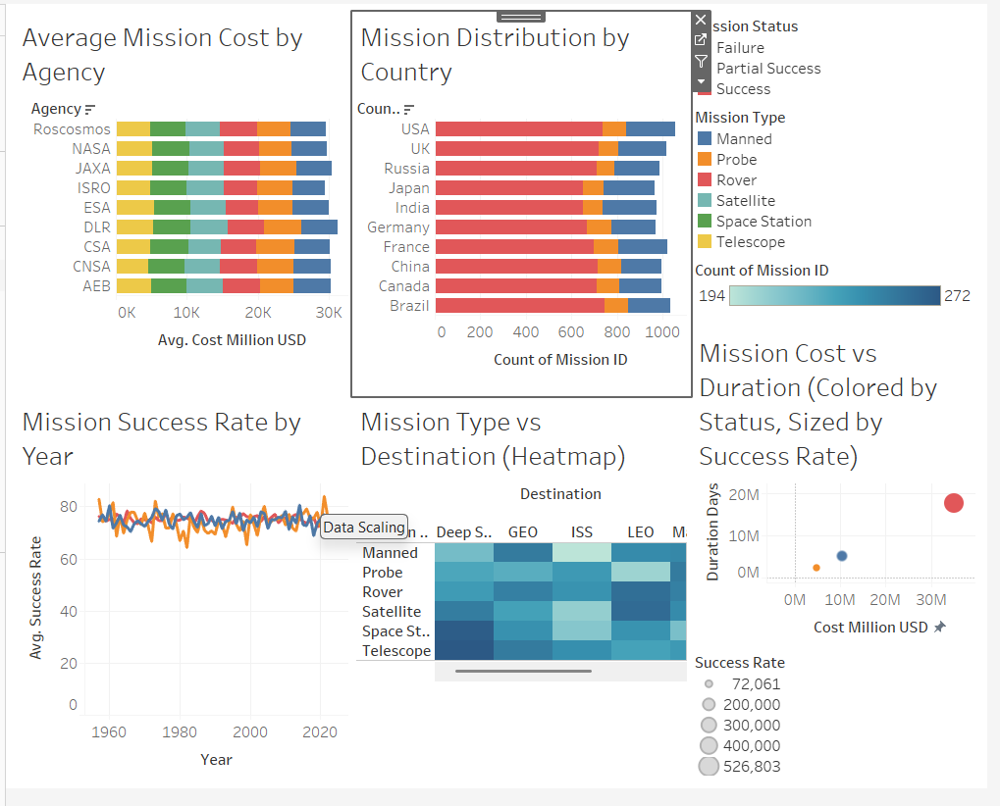 Average Mission Cost by
Agency
Agency
Roscosmos
NASA
JAXA
ISRO
ESA
DLR
CSA
CNSA
AEB
0K 10K 20K 30K
Avg. Cost Million USD
Mission Distribution by
Country
Coun..
USA
UK
Russia
Japan
India
Germany
France
China
Canada
Brazil
0 200 400 600 800 1000
Count of Mission ID
ssion Status
Failure
Partial Success
Success
Mission Type
Manned
Probe
Rover
Satellite
Space Station
Telescope
Count of Mission ID
194 272
Mission Success Rate by
Year
Avg. Success Rate
80
60
40
20
0
1960 1980 2000 2020
Year
Data Scaling
Mission Type vs
Destination (Heatmap)
Destination
n .. Deep S.. GEO ISS LEO M
Manned
Probe
Rover
Satellite
Space St..
Telescope
Mission Cost vs
Duration (Colored by
Status, Sized by
Success Rate)
Duration Days
20M
10M
0M
0M 10M 20M 30M
Cost Million USD
Success Rate
72,061
200,000
300,000
400,000
526,803